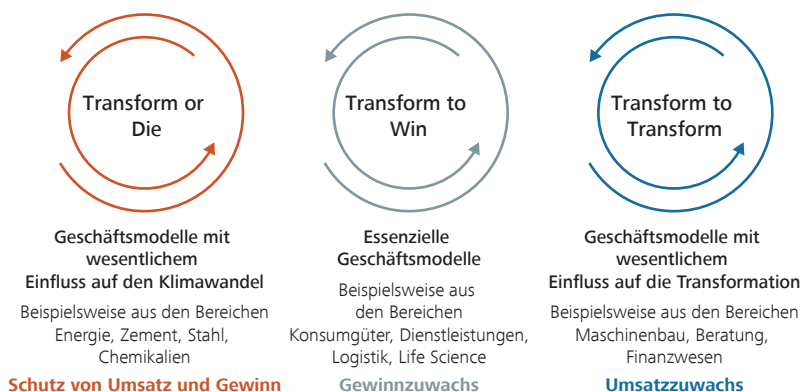 Transform or
Die
Geschäftsmodelle mit
wesentlichem
Einfluss auf den Klimawandel
Beispielsweise aus den Bereichen
Energie, Zement, Stahl,
Chemikalien
Schutz von Umsatz und Gewinn
Transform to
Win
Essenzielle
Geschäftsmodelle
Beispielsweise aus
den Bereichen
Konsumgüter, Dienstleistungen,
Logistik, Life Science
Gewinnzuwachs
Transform to
Transform
Geschäftsmodelle mit
wesentlichem
Einfluss auf die Transformation
Beispielsweise aus den Bereichen
Maschinenbau, Beratung,
Finanzwesen
Umsatzzuwachs